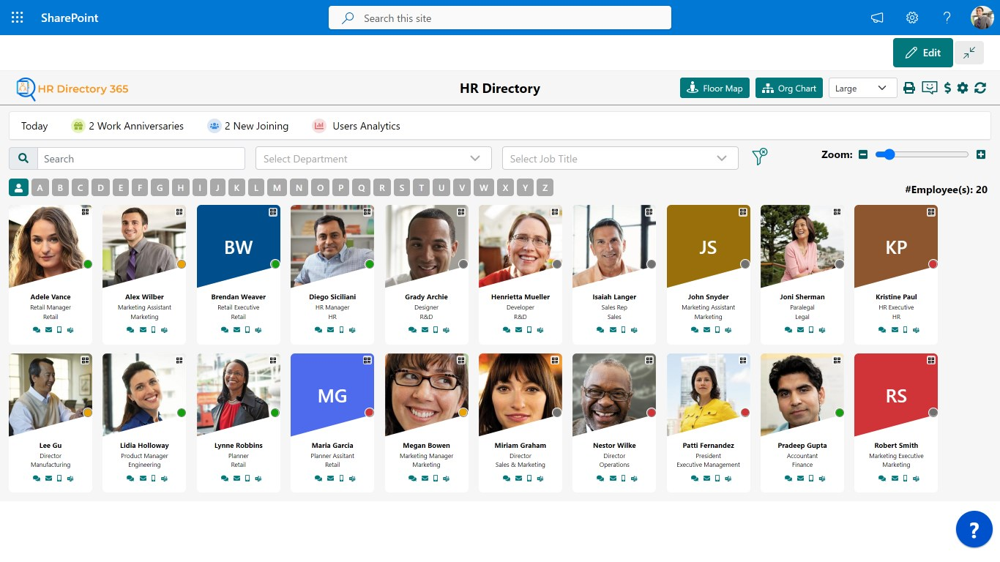 SharePoint
Search this site
?
Edit
HR Directory 365
HR Directory
Floor Map
Org Chart
Large
$
Today
2 Work Anniversaries
2 New Joining
Users Analytics
Search
Select Department
Select Job Title
Zoom:
A B C D E F G H I J K L M N O P Q R S T U V W X Y Z
#Employee(s): 20
BW
JS
KP
Adele Vance
Retail Manager
Retail
Alex Wilber
Marketing Assistant
Marketing
Brendan Weaver
Retail Executive
Retail
Diego Siciliani
HR Manager
HR
Grady Archie
Designer
R&D
Henrietta Mueller
Developer
R&D
Isaiah Langer
Sales Rep
Sales
John Snyder
Marketing Assistant
Marketing
Joni Sherman
Paralegal
Legal
Kristine Paul
HR Executive
HR
MG
RS
Lee Gu
Director
Manufacturing
Lidia Holloway
Product Manager
Engineering
Lynne Robbins
Planner
Retail
Maria Garcia
Planner Assitant
Retail
Megan Bowen
Marketing Manager
Marketing
Miriam Graham
Director
Sales & Marketing
Nestor Wilke
Director
Operations
Patti Fernandez
President
Executive Management
Pradeep Gupta
Accountant
Finance
Robert Smith
Marketing Executive
Marketing
?